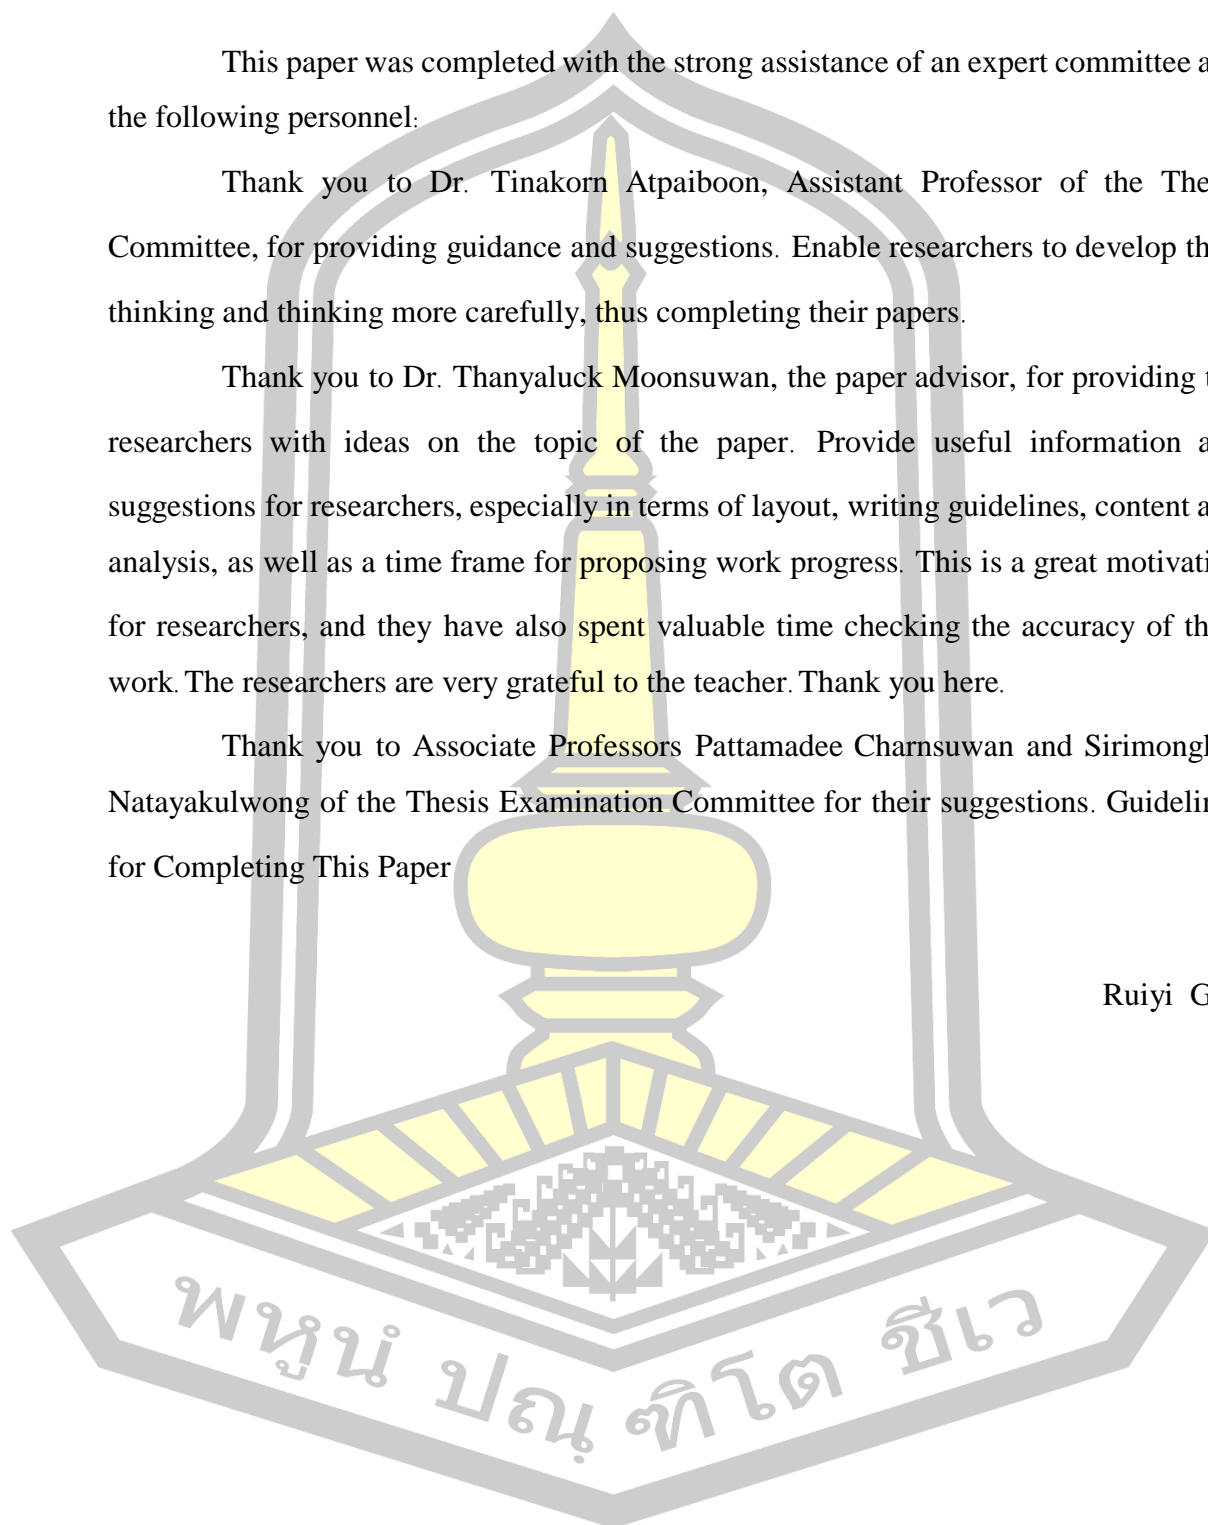 This paper was completed with the strong assistance of an expert committee a
the following personnel:
Thank you to Dr. Tinakorn Atpaiboon, Assistant Professor of the The
Committee, for providing guidance and suggestions. Enable researchers to develop th
thinking and thinking more carefully, thus completing their papers.
Thank you to Dr. Thanyaluck Moonsuwan, the paper advisor, for providing t
researchers with ideas on the topic of the paper. Provide useful information a
suggestions for researchers, especially in terms of layout, writing guidelines, content a
analysis, as well as a time frame for proposing work progress. This is a great motivati
for researchers, and they have also spent valuable time checking the accuracy of th
work. The researchers are very grateful to the teacher. Thank you here.
Thank you to Associate Professors Pattamadee Charnsuwan and Sirimongl
Natayakulwong of the Thesis Examination Committee for their suggestions. Guidelin
for Completing This Paper
Ruiyi G
พหูนํ ปณฺฑิโต ชีเว